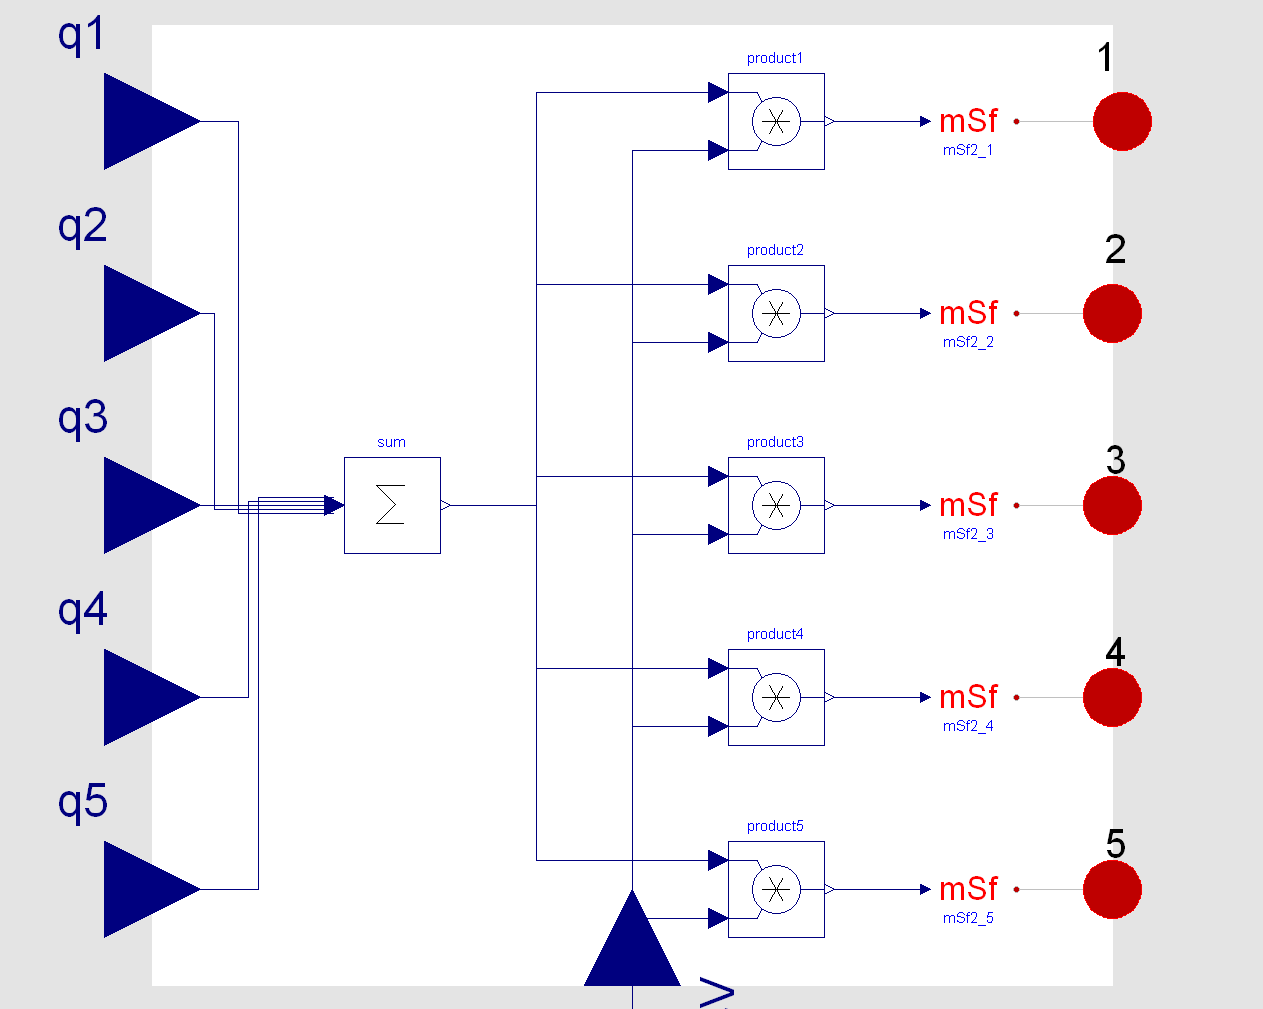 q1
product1
1
mSf
mSf2_1
q2
product2
2
mSf
mSf2_2
q3
sum
Σ
product3
3
mSf
mSf2_3
q4
product4
4
mSf
mSf2_4
q5
product5
5
mSf
mSf2_5